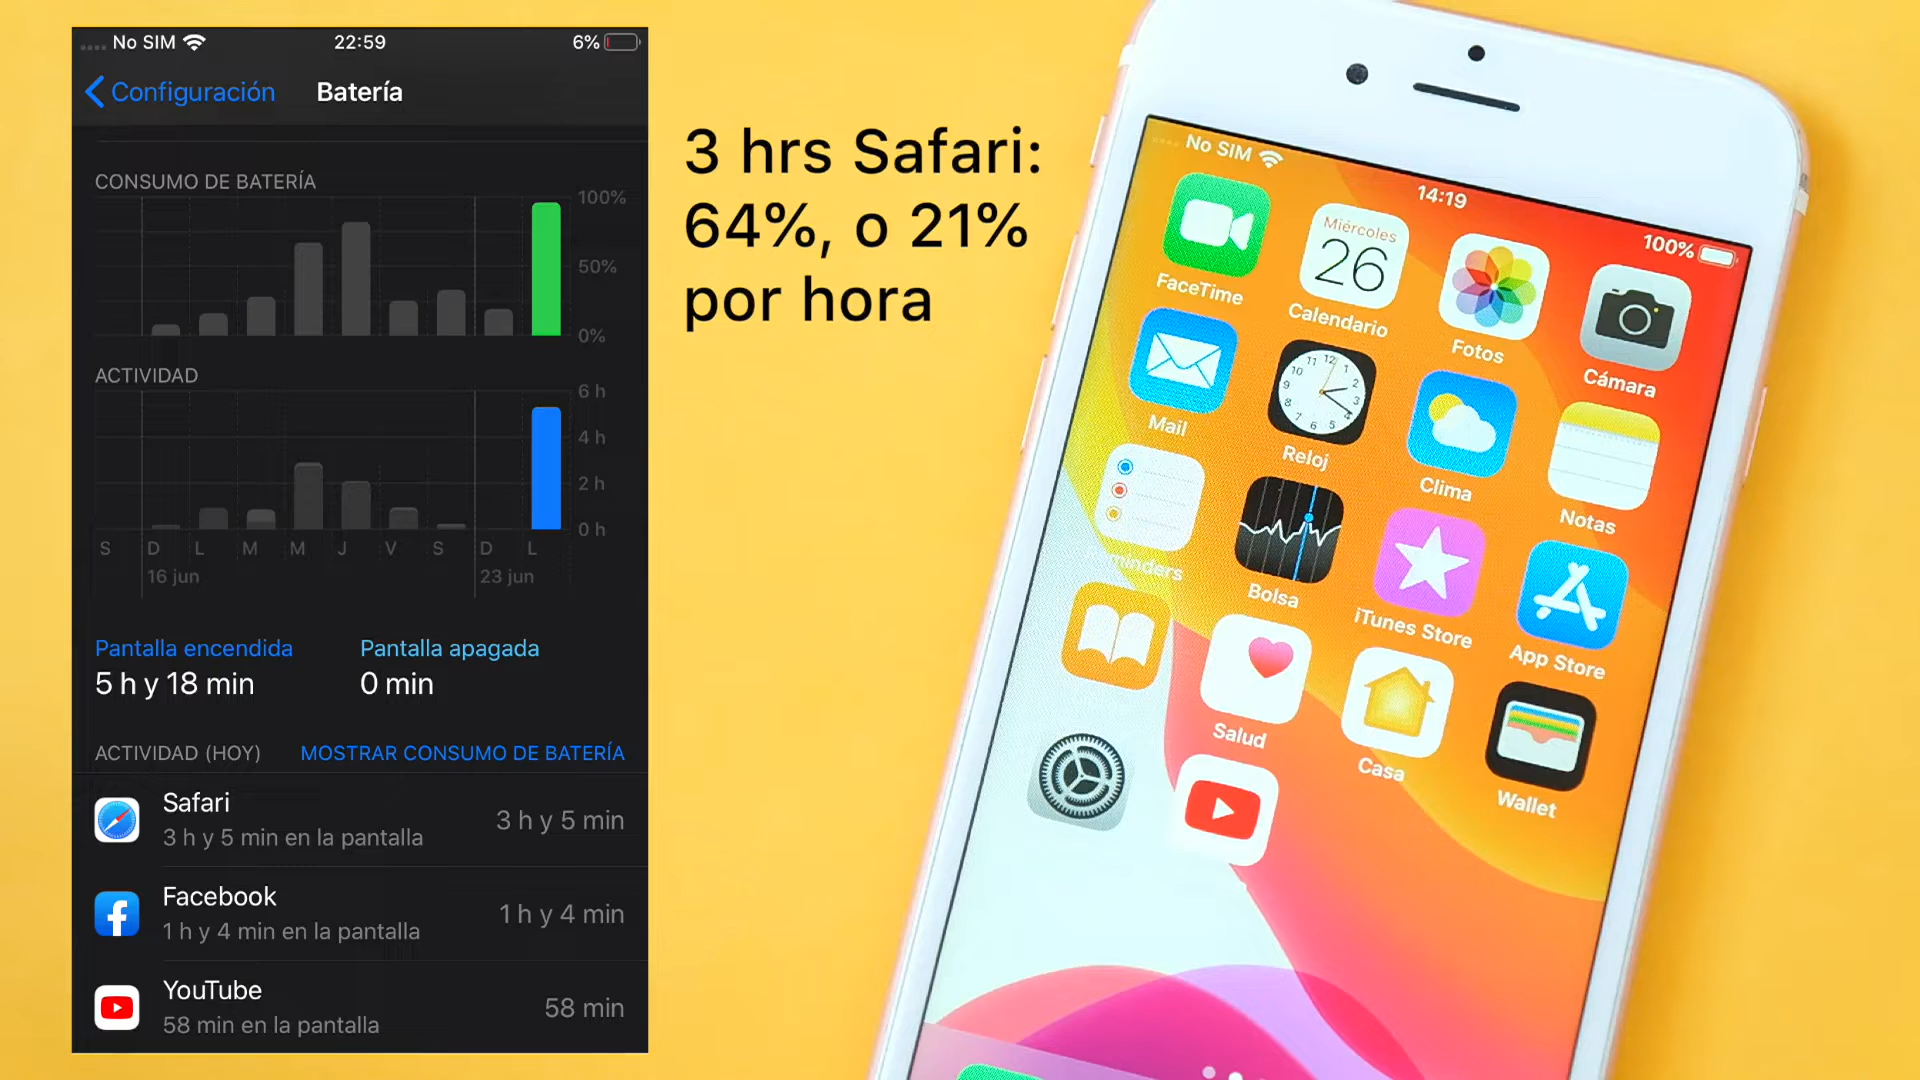 No SIM
22:59
6%
Configuración
Batería
CONSUMO DE BATERÍA
100%
50%
0%
ACTIVIDAD
6 h
4 h
2 h
0 h
S D L M M J V S D L
16 jun
23 jun
Pantalla encendida
Pantalla apagada
5 h y 18 min
0 min
ACTIVIDAD (HOY)
MOSTRAR CONSUMO DE BATERÍA
Safari
3 h y 5 min en la pantalla
3 h y 5 min
Facebook
1 h y 4 min en la pantalla
1 h y 4 min
YouTube
58 min en la pantalla
58 min
3 hrs Safari:
64%, o 21%
por hora
No SIM
14:19
100%
FaceTime
Miércoles
26
Calendario
Fotos
Cámara
Mail
Reloj
Clima
Notas
Reminders
Bolsa
iTunes Store
App Store
Salud
Casa
Wallet